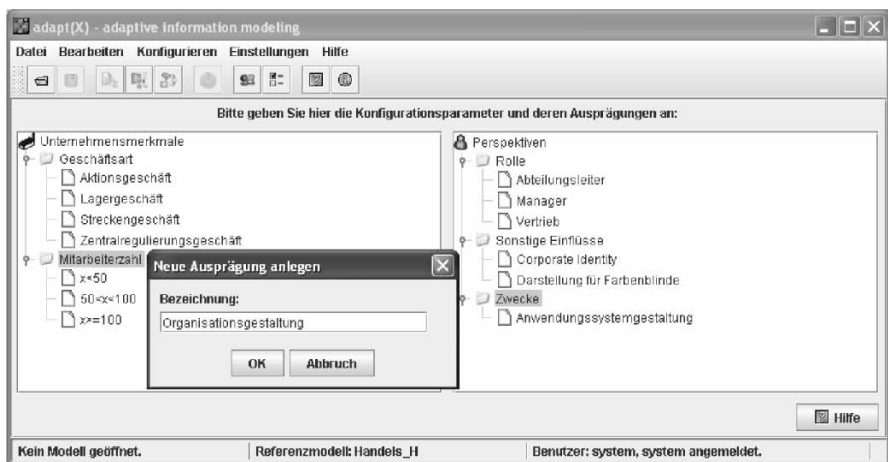 adapt(X) - adaptive information modeling
Datei Bearbeiten Konfigurieren Einstellungen Hilfe
Bitte geben Sie hier die Konfigurationsparameter und deren Ausprägungen an:
Unternehmensmerkmale
Geschäftsart
Aktionsgeschäft
Lagergeschäft
Streckengeschäft
Zentralregulierungsgeschäft
Mitarbeiterzahl
x<50
50<x<100
x>=100
Neue Ausprägung anlegen
Bezeichnung:
Organisationsgestaltung
OK Abbruch
Perspektiven
Rolle
Abteilungsleiter
Manager
Vertrieb
Sonstige Einflüsse
Corporate Identity
Darstellung für Farbenblinde
Zwecke
Anwendungssystemgestaltung
Hilfe
Kein Modell geöffnet. Referenzmodell: Handels_H Benutzer: system, system angemeldet.